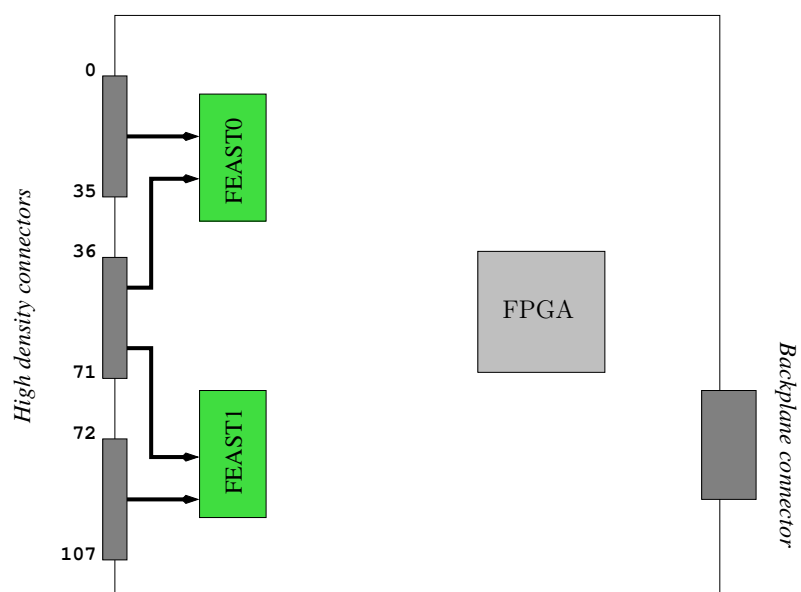 0
35
36
71
72
107
High density connectors
FEAST0
FEAST1
FPGA
Backplane connector